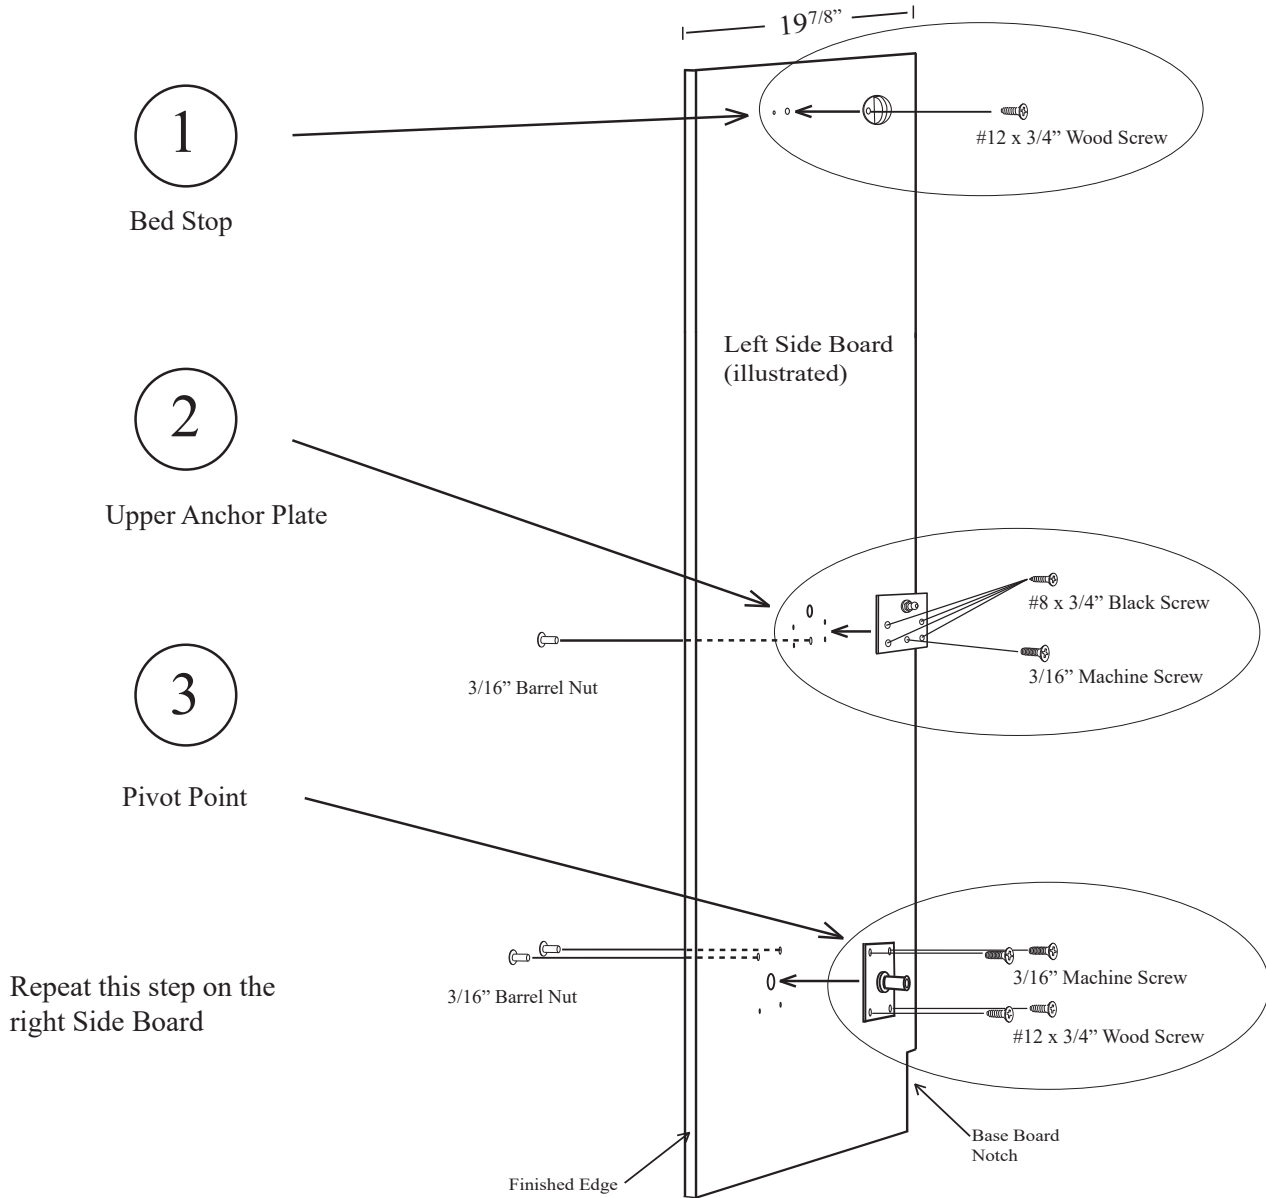 19 7/8”
1
#12 x 3/4” Wood Screw
Bed Stop
Left Side Board
(illustrated)
2
Upper Anchor Plate
#8 x 3/4” Black Screw
3/16” Machine Screw
3/16” Barrel Nut
3
Pivot Point
3/16” Machine Screw
3/16” Barrel Nut
#12 x 3/4” Wood Screw
Repeat this step on the
right Side Board
Base Board
Notch
Finished Edge